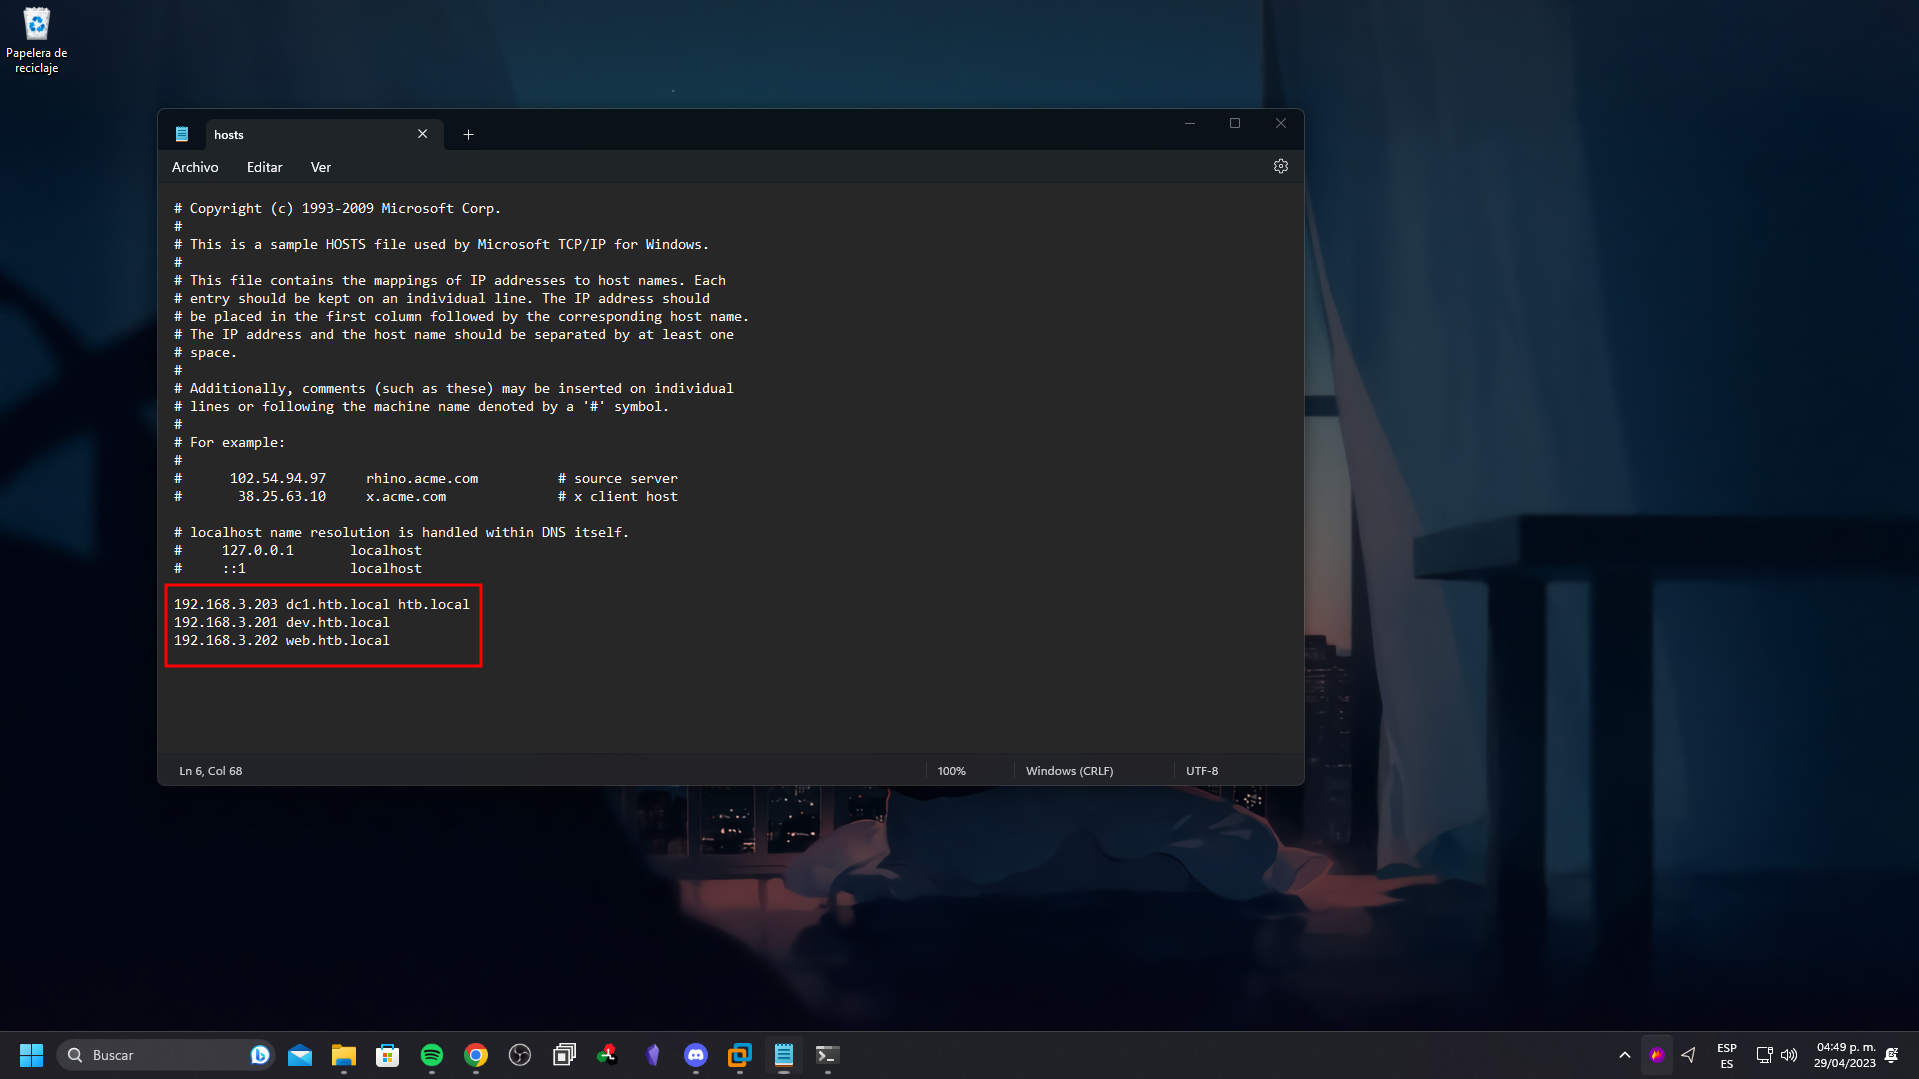 Papelera de
reciclaje
hosts
Archivo Editar Ver
# Copyright (c) 1993-2009 Microsoft Corp.
#
# This is a sample HOSTS file used by Microsoft TCP/IP for Windows.
#
# This file contains the mappings of IP addresses to host names. Each
# entry should be kept on an individual line. The IP address should
# be placed in the first column followed by the corresponding host name.
# The IP address and the host name should be separated by at least one
# space.
#
# Additionally, comments (such as these) may be inserted on individual
# lines or following the machine name denoted by a '#' symbol.
#
# For example:
#
#      102.54.94.97     rhino.acme.com          # source server
#       38.25.63.10     x.acme.com              # x client host
# localhost name resolution is handled within DNS itself.
#     127.0.0.1       localhost
#     ::1             localhost
192.168.3.203 dc1.htb.local htb.local
192.168.3.201 dev.htb.local
192.168.3.202 web.htb.local
Ln 6, Col 68 100% Windows (CRLF) UTF-8
Buscar
ESP
ES
04:49 p. m.
29/04/2023